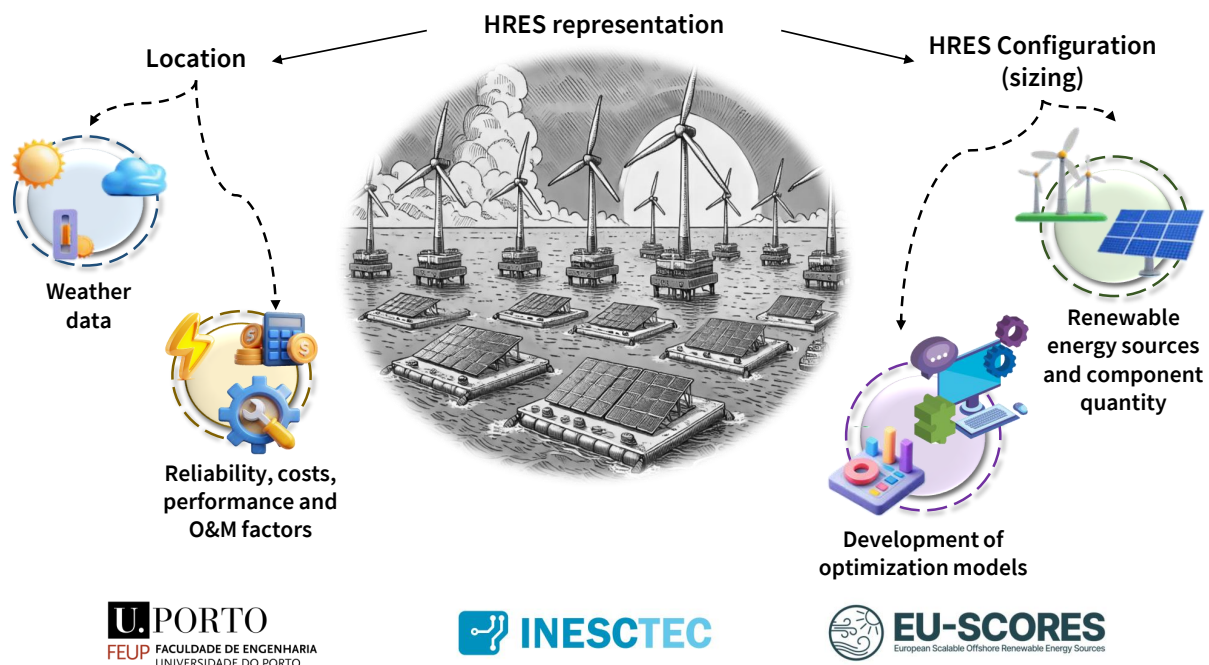 HRES representation
Location
HRES Configuration
(sizing)
Weather
data
Reliability, costs,
performance and
O&M factors
Renewable
energy sources
and component
quantity
Development of
optimization models
U.PORTO
FEUP FACULDADE DE ENGENHARIA
UNIVERSIDADE DO PORTO
INESCTEC
EU-SCORES
European Scalable Offshore Renewable Energy Sources